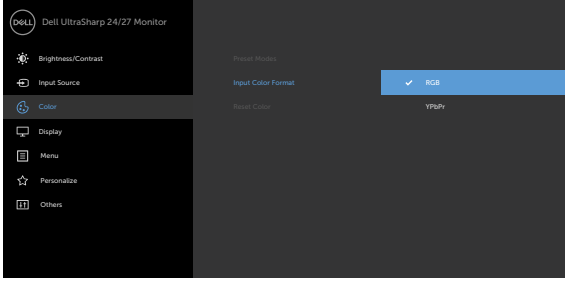 DELL Dell UltraSharp 24/27 Monitor
Brightness/Contrast Preset Modes
Input Source Input Color Format RGB
Color Reset Color YPbPr
Display
Menu
Personalize
Others